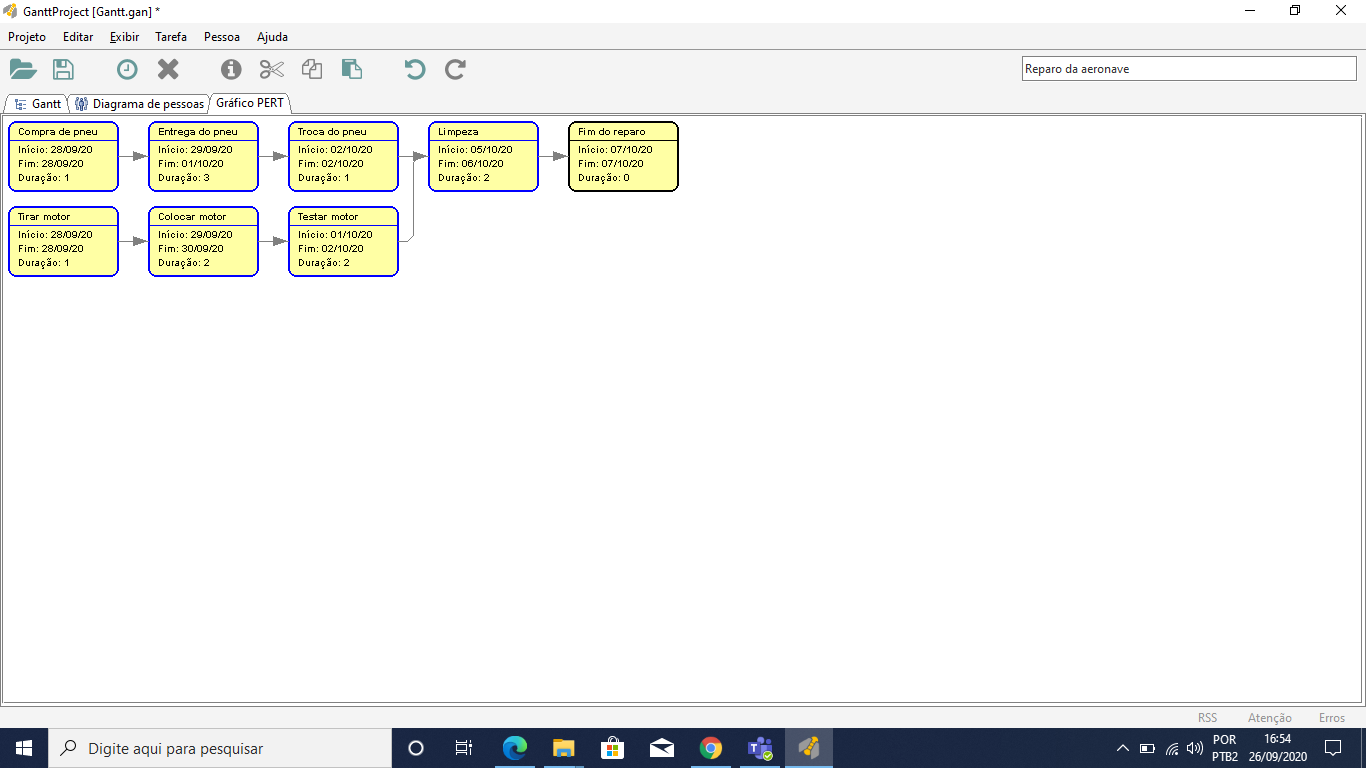 GanttProject [Gantt.gan] *
Projeto Editar Exibir Tarefa Pessoa Ajuda
Reparo da aeronave
Gantt Diagrama de pessoas Gráfico PERT
Compra de pneu
Início: 28/09/20
Fim: 28/09/20
Duração: 1
Entrega do pneu
Início: 29/09/20
Fim: 01/10/20
Duração: 3
Troca do pneu
Início: 02/10/20
Fim: 02/10/20
Duração: 1
Limpeza
Início: 05/10/20
Fim: 06/10/20
Duração: 2
Fim do reparo
Início: 07/10/20
Fim: 07/10/20
Duração: 0
Tirar motor
Início: 28/09/20
Fim: 28/09/20
Duração: 1
Colocar motor
Início: 29/09/20
Fim: 30/09/20
Duração: 2
Testar motor
Início: 01/10/20
Fim: 02/10/20
Duração: 2
RSS Atenção Erros
Digite aqui para pesquisar
POR
PTB2
16:54
26/09/2020